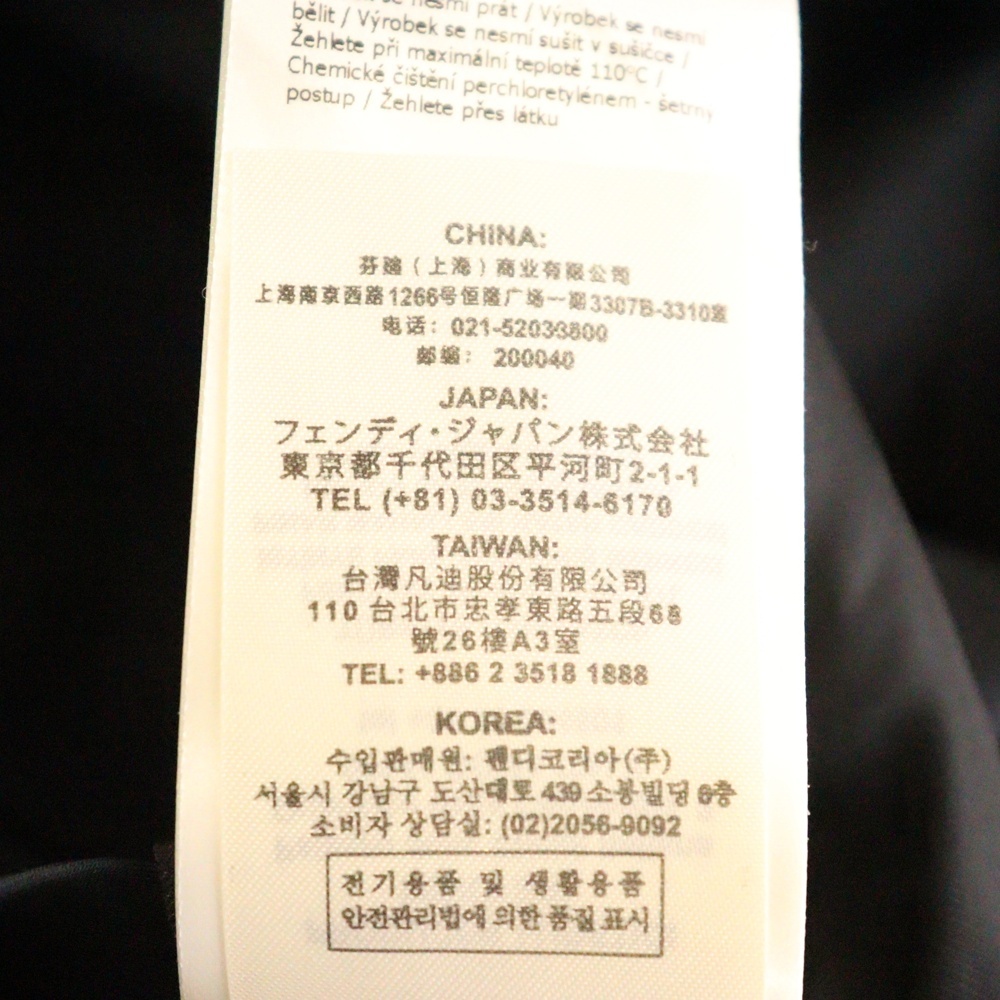 se nesmí prát / Výrobek se nesmí
bělit / Výrobek se nesmí sušit v sušičce /
Žehlete při maximální teplotě 110°C /
Chemické čištění perchloretylénem - šetrný
postup / Žehlete přes látku
CHINA:
芬迪（上海）商业有限公司
上海南京西路1266号恒隆广场一期3307B-3310室
电话：021-52033800
邮编： 200040
JAPAN:
フェンディ・ジャパン株式会社
東京都千代田区平河町2-1-1
TEL (+81) 03-3514-6170
TAIWAN:
台灣凡迪股份有限公司
110 台北市忠孝東路五段68
號26樓A3室
TEL: +886 2 3518 1888
KOREA:
수입판매원: 펜디코리아(주)
서울시 강남구 도산대로 439 소봉빌딩 6층
소비자 상담실: (02)2056-9092
전기용품 및 생활용품
안전관리법에 의한 품질 표시